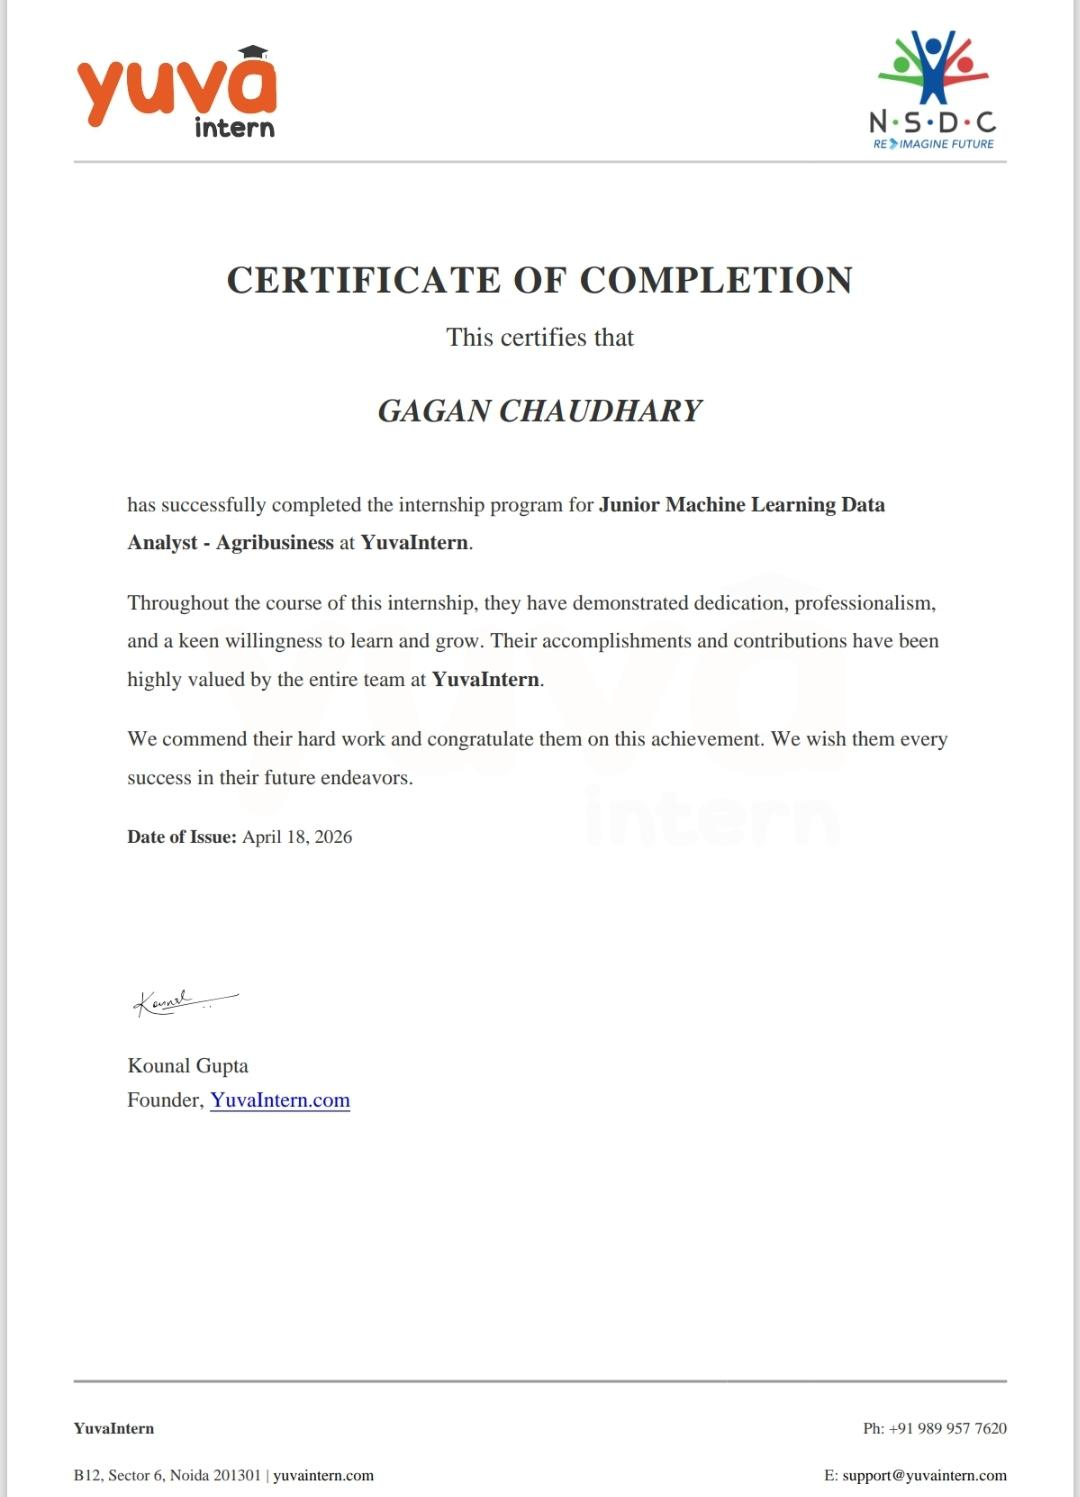 yuva
intern
N·S·D·C
RE IMAGINE FUTURE
CERTIFICATE OF COMPLETION
This certifies that
GAGAN CHAUDHARY
has successfully completed the internship program for Junior Machine Learning Data
Analyst - Agribusiness at YuvaIntern.
Throughout the course of this internship, they have demonstrated dedication, professionalism,
and a keen willingness to learn and grow. Their accomplishments and contributions have been
highly valued by the entire team at YuvaIntern.
We commend their hard work and congratulate them on this achievement. We wish them every
success in their future endeavors.
yuva
intern
Date of Issue: April 18, 2026
Kounal
Kounal Gupta
Founder, YuvaIntern.com
YuvaIntern
Ph: +91 989 957 7620
B12, Sector 6, Noida 201301 | yuvaintern.com
E: support@yuvaintern.com